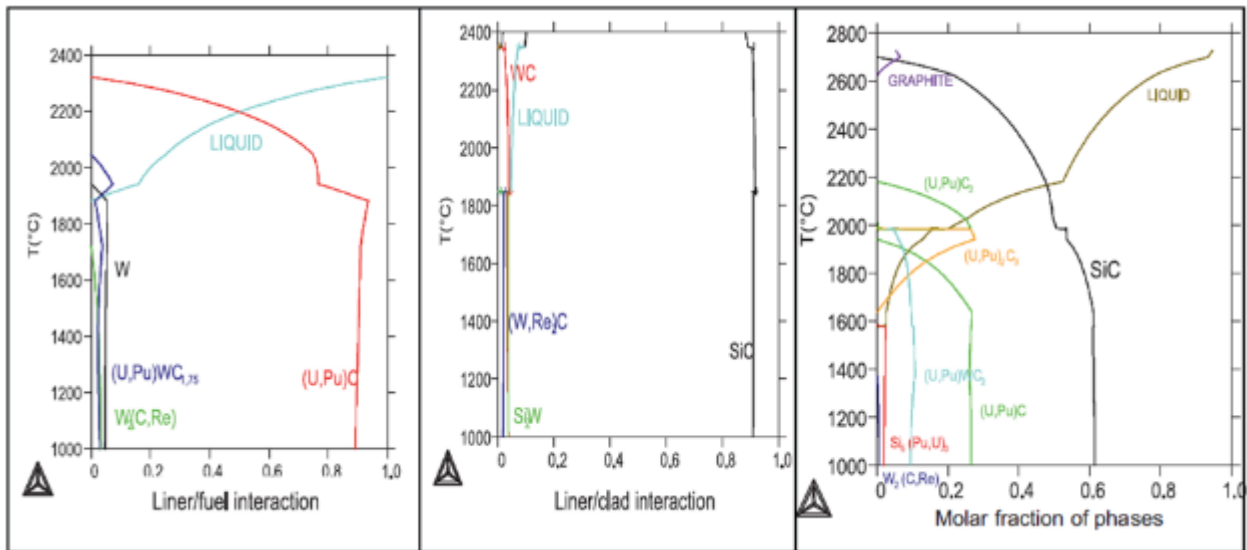 2400
2200
2000
1800
1600
1400
1200
1000
T(°C)
LIQUID
W
(U,Pu)WC1,75
(U,Pu)C
W2(C,Re)
0 0,2 0,4 0,6 0,8 1,0
Liner/fuel interaction
2400
2200
2000
1800
1600
1400
1200
1000
T(°C)
WC
LIQUID
(W,Re)2C
SiC
Si2W
0 0,2 0,4 0,6 0,8 1,0
Liner/clad interaction
2800
2600
2400
2200
2000
1800
1600
1400
1200
1000
T(°C)
GRAPHITE
LIQUID
(U,Pu)C2
(U,Pu)2C3
SiC
(U,Pu)WC2
(U,Pu)C
Si5(Pu,U)3
W2(C,Re)
0 0,2 0,4 0,6 0,8 1,0
Molar fraction of phases